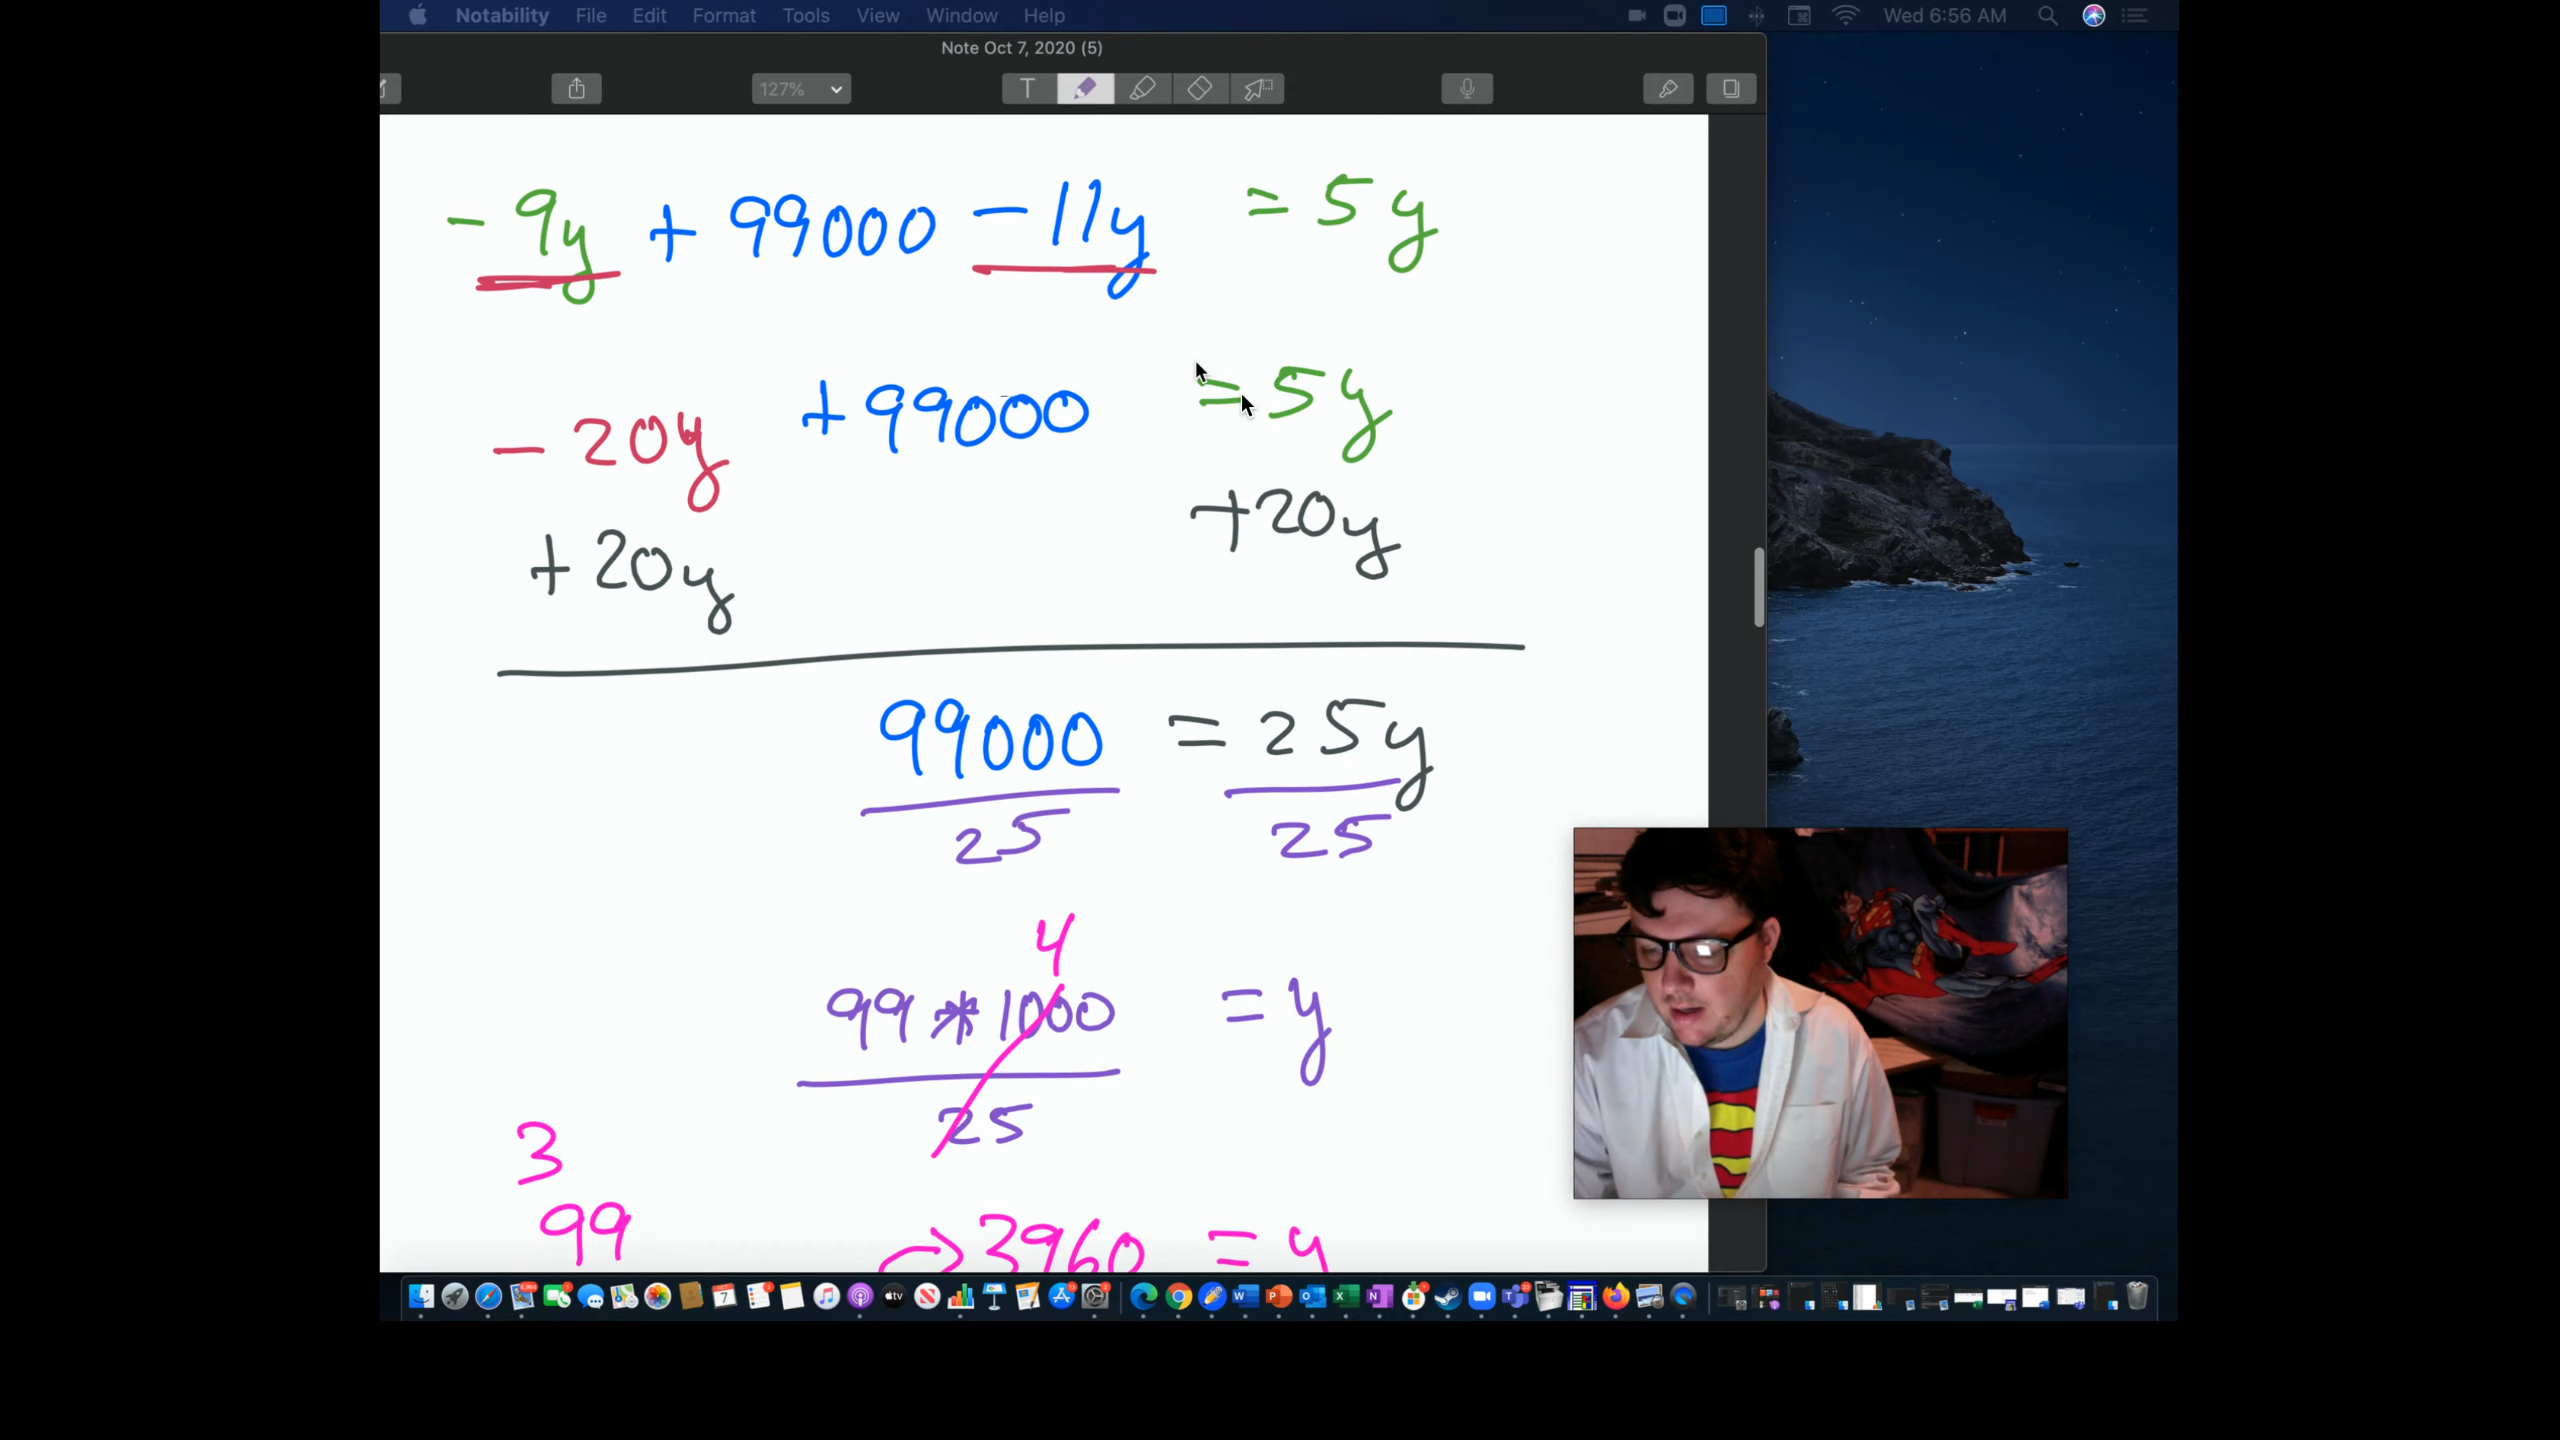 Notability File Edit Format Tools View Window Help Wed 6:56 AM
Note Oct 7, 2020 (5)
127% T
- 9y + 99000 - 11y = 5y
- 20y + 99000 = 5y
+ 20y + 20y
99000 = 25y
25 25
4
99 * 1000 = y
25
3
99
→ 3960 = y